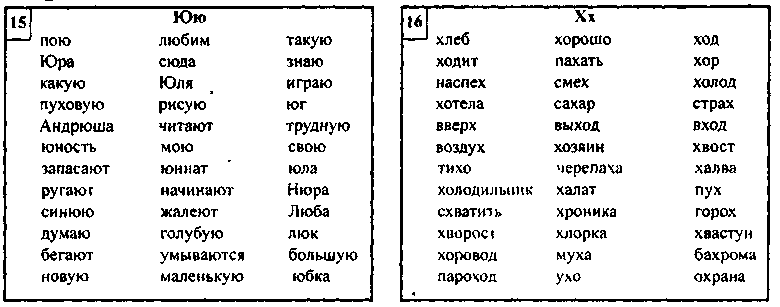 15 Юю
пою любим такую
Юра сюда знаю
какую Юля играю
пуховую рисую юг
Андрюша читают трудную
юность мою свою
запасают юннат юла
ругают начинают Нюра
синюю жалеют Люба
думаю голубую люк
бегают умываются большую
новую маленькую юбка
16 Хх
хлеб хорошо ход
ходит пахать хор
наспех смех холод
хотела сахар страх
вверх выход вход
воздух хозяин хвост
тихо черепаха халва
холодильник халат пух
схватить хроника горох
хворост хлорка хвастун
хоровод муха бахрома
пароход ухо охрана